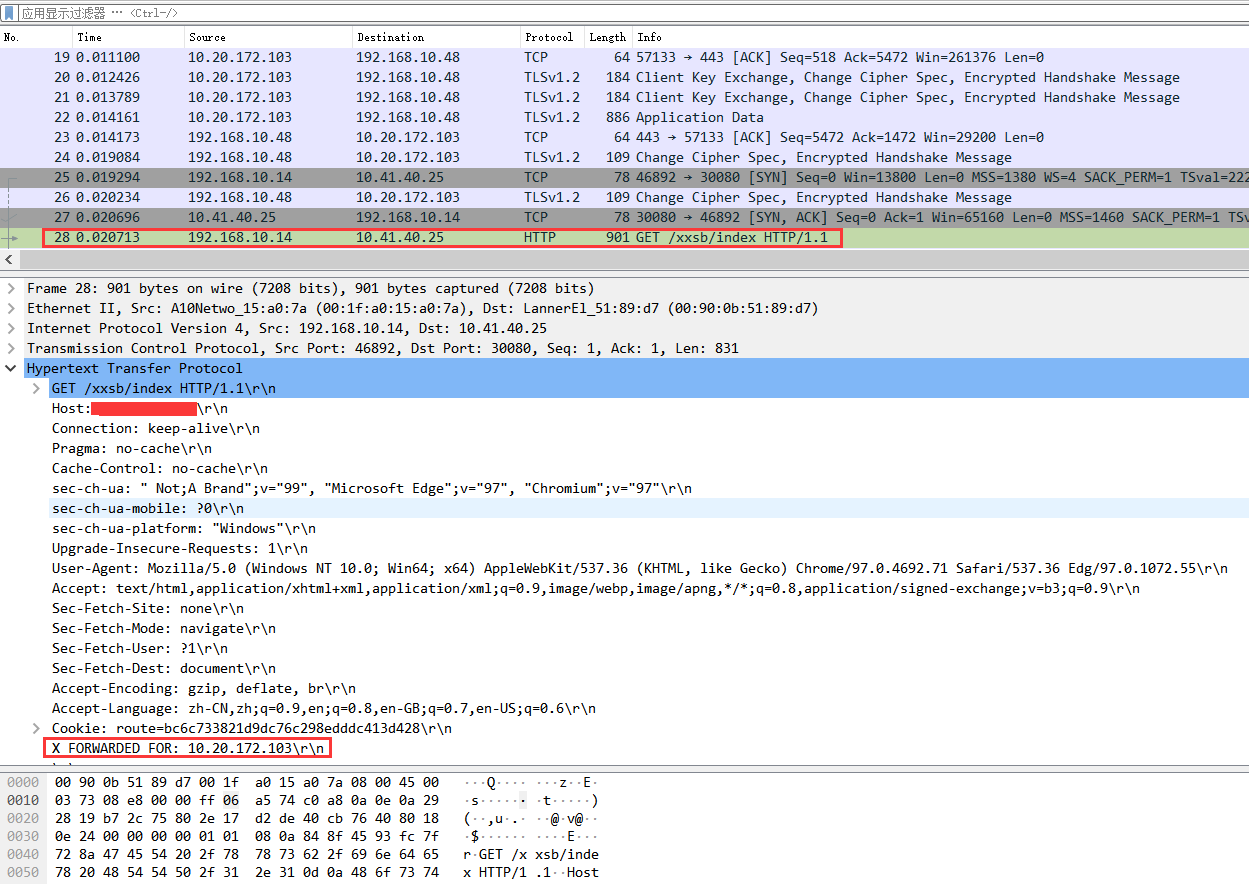 应用显示过滤器 … <Ctrl-/>
No. Time Source Destination Protocol Length Info
19 0.011100 10.20.172.103 192.168.10.48 TCP 64 57133 → 443 [ACK] Seq=518 Ack=5472 Win=261376 Len=0
20 0.012426 10.20.172.103 192.168.10.48 TLSv1.2 184 Client Key Exchange, Change Cipher Spec, Encrypted Handshake Message
21 0.013789 10.20.172.103 192.168.10.48 TLSv1.2 184 Client Key Exchange, Change Cipher Spec, Encrypted Handshake Message
22 0.014161 10.20.172.103 192.168.10.48 TLSv1.2 886 Application Data
23 0.014173 192.168.10.48 10.20.172.103 TCP 64 443 → 57133 [ACK] Seq=5472 Ack=1472 Win=29200 Len=0
24 0.019084 192.168.10.48 10.20.172.103 TLSv1.2 109 Change Cipher Spec, Encrypted Handshake Message
25 0.019294 192.168.10.14 10.41.40.25 TCP 78 46892 → 30080 [SYN] Seq=0 Win=13800 Len=0 MSS=1380 WS=4 SACK_PERM=1 TSval=222
26 0.020234 192.168.10.48 10.20.172.103 TLSv1.2 109 Change Cipher Spec, Encrypted Handshake Message
27 0.020696 10.41.40.25 192.168.10.14 TCP 78 30080 → 46892 [SYN, ACK] Seq=0 Ack=1 Win=65160 Len=0 MSS=1460 SACK_PERM=1 TSv
28 0.020713 192.168.10.14 10.41.40.25 HTTP 901 GET /xxsb/index HTTP/1.1
Frame 28: 901 bytes on wire (7208 bits), 901 bytes captured (7208 bits)
Ethernet II, Src: A10Netwo_15:a0:7a (00:1f:a0:15:a0:7a), Dst: LannerEl_51:89:d7 (00:90:0b:51:89:d7)
Internet Protocol Version 4, Src: 192.168.10.14, Dst: 10.41.40.25
Transmission Control Protocol, Src Port: 46892, Dst Port: 30080, Seq: 1, Ack: 1, Len: 831
Hypertext Transfer Protocol
GET /xxsb/index HTTP/1.1\r\n
Host: \r\n
Connection: keep-alive\r\n
Pragma: no-cache\r\n
Cache-Control: no-cache\r\n
sec-ch-ua: " Not;A Brand";v="99", "Microsoft Edge";v="97", "Chromium";v="97"\r\n
sec-ch-ua-mobile: ?0\r\n
sec-ch-ua-platform: "Windows"\r\n
Upgrade-Insecure-Requests: 1\r\n
User-Agent: Mozilla/5.0 (Windows NT 10.0; Win64; x64) AppleWebKit/537.36 (KHTML, like Gecko) Chrome/97.0.4692.71 Safari/537.36 Edg/97.0.1072.55\r\n
Accept: text/html,application/xhtml+xml,application/xml;q=0.9,image/webp,image/apng,*/*;q=0.8,application/signed-exchange;v=b3;q=0.9\r\n
Sec-Fetch-Site: none\r\n
Sec-Fetch-Mode: navigate\r\n
Sec-Fetch-User: ?1\r\n
Sec-Fetch-Dest: document\r\n
Accept-Encoding: gzip, deflate, br\r\n
Accept-Language: zh-CN,zh;q=0.9,en;q=0.8,en-GB;q=0.7,en-US;q=0.6\r\n
Cookie: route=bc6c733821d9dc76c298edddc413d428\r\n
X FORWARDED FOR: 10.20.172.103\r\n
0000 00 90 0b 51 89 d7 00 1f a0 15 a0 7a 08 00 45 00 ···Q···· ···z··E·
0010 03 73 08 e8 00 00 ff 06 a5 74 c0 a8 0a 0e 0a 29 ·s······ ·t·····)
0020 28 19 b7 2c 75 80 2e 17 d2 de 40 cb 76 40 80 18 (··,u·.· ··@·v@··
0030 0e 24 00 00 00 00 01 01 08 0a 84 8f 45 93 fc 7f ·$······ ····E···
0040 72 8a 47 45 54 20 2f 78 78 73 62 2f 69 6e 64 65 r·GET /x xsb/inde
0050 78 20 48 54 54 50 2f 31 2e 31 0d 0a 48 6f 73 74 x HTTP/1 .1··Host